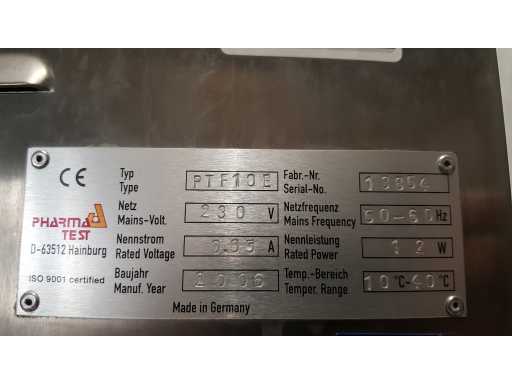 CE
PHARMA
TEST
D-63512 Hainburg
ISO 9001 certified
Typ
Type
PTF10E
Fabr.-Nr.
Serial-No.
Netz
Mains-Volt.
230 V
Netzfrequenz
Mains Frequency
50-60 Hz
Nennstrom
Rated Voltage
A
Nennleistung
Rated Power
12 W
Baujahr
Manuf. Year
2006
Temp.-Bereich
Temper. Range
10°C-40°C
Made in Germany